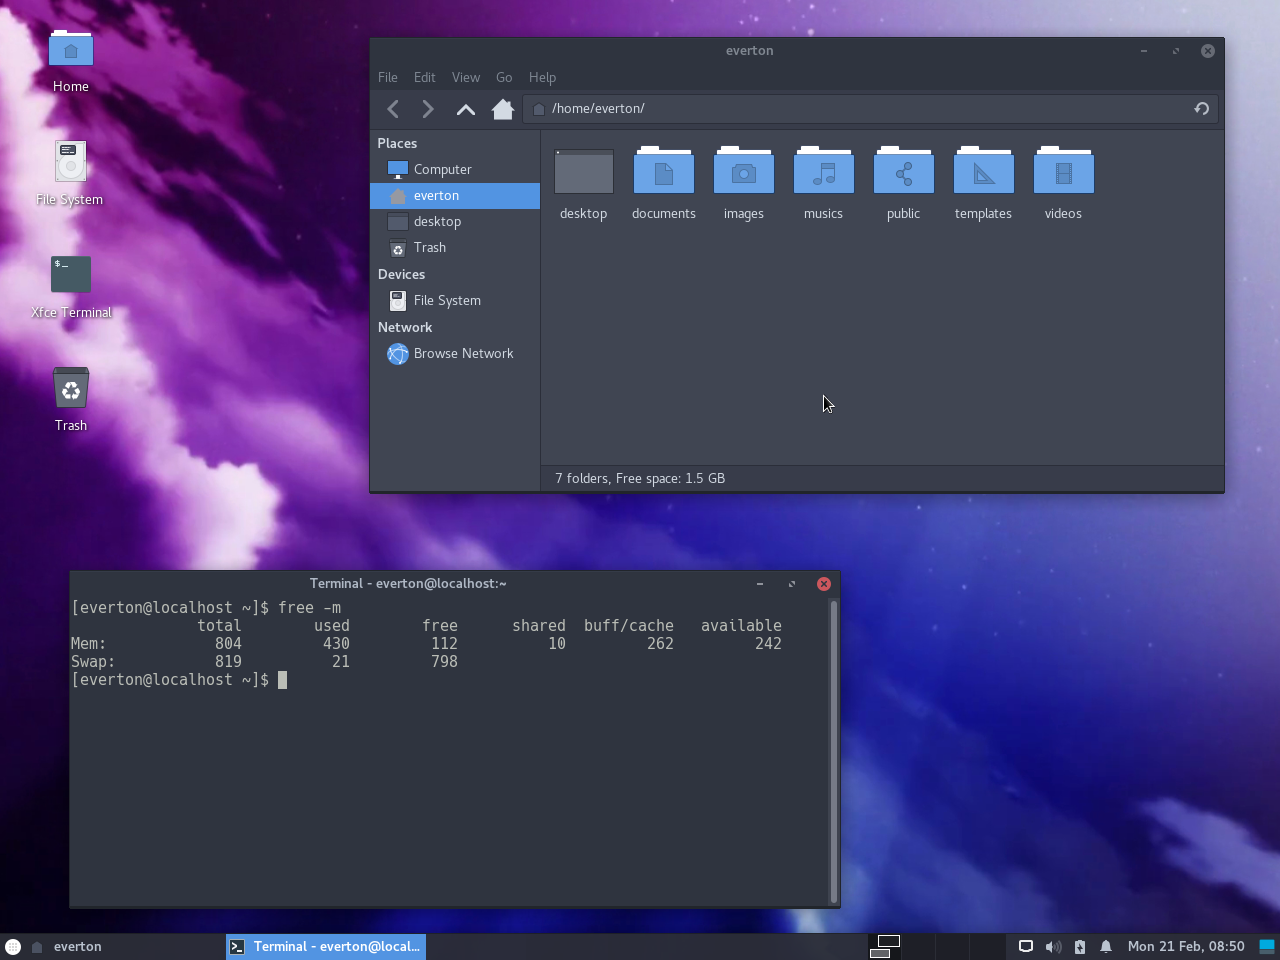 Home
File System
$_
Xfce Terminal
Trash
everton
File Edit View Go Help
/home/everton/
Places
Computer
everton
desktop
Trash
Devices
File System
Network
Browse Network
desktop documents images musics public templates videos
7 folders, Free space: 1.5 GB
Terminal - everton@localhost:~
[everton@localhost ~]$ free -m
total used free shared buff/cache available
Mem: 804 430 112 10 262 242
Swap: 819 21 798
[everton@localhost ~]$
everton
Terminal - everton@local...
Mon 21 Feb, 08:50